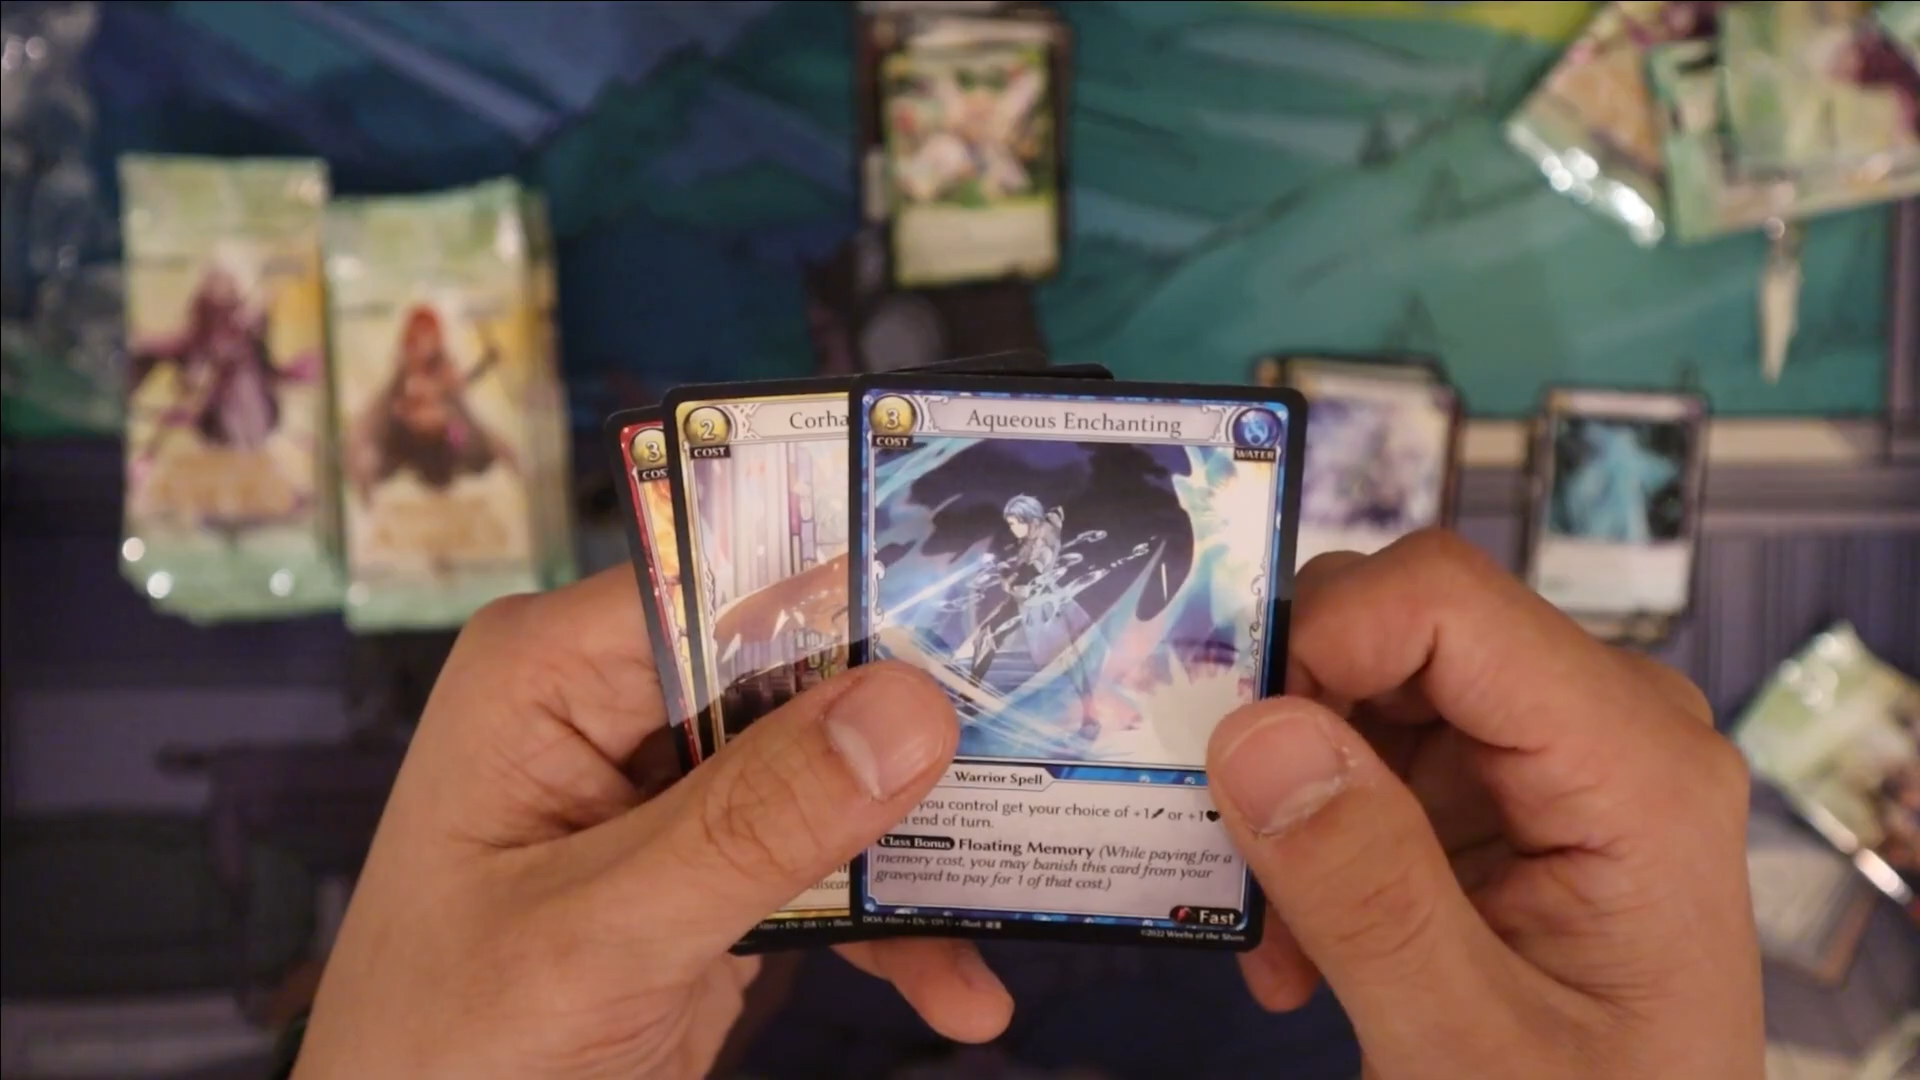 3
COST
2
COST
Corha
3
COST
Aqueous Enchanting
WATER
- Warrior Spell
you control get your choice of +1 or +1
end of turn.
Class Bonus Floating Memory (While paying for a
memory cost, you may banish this card from your
graveyard to pay for 1 of that cost.)
discar
Fast
©2022 Weebs of the Shore